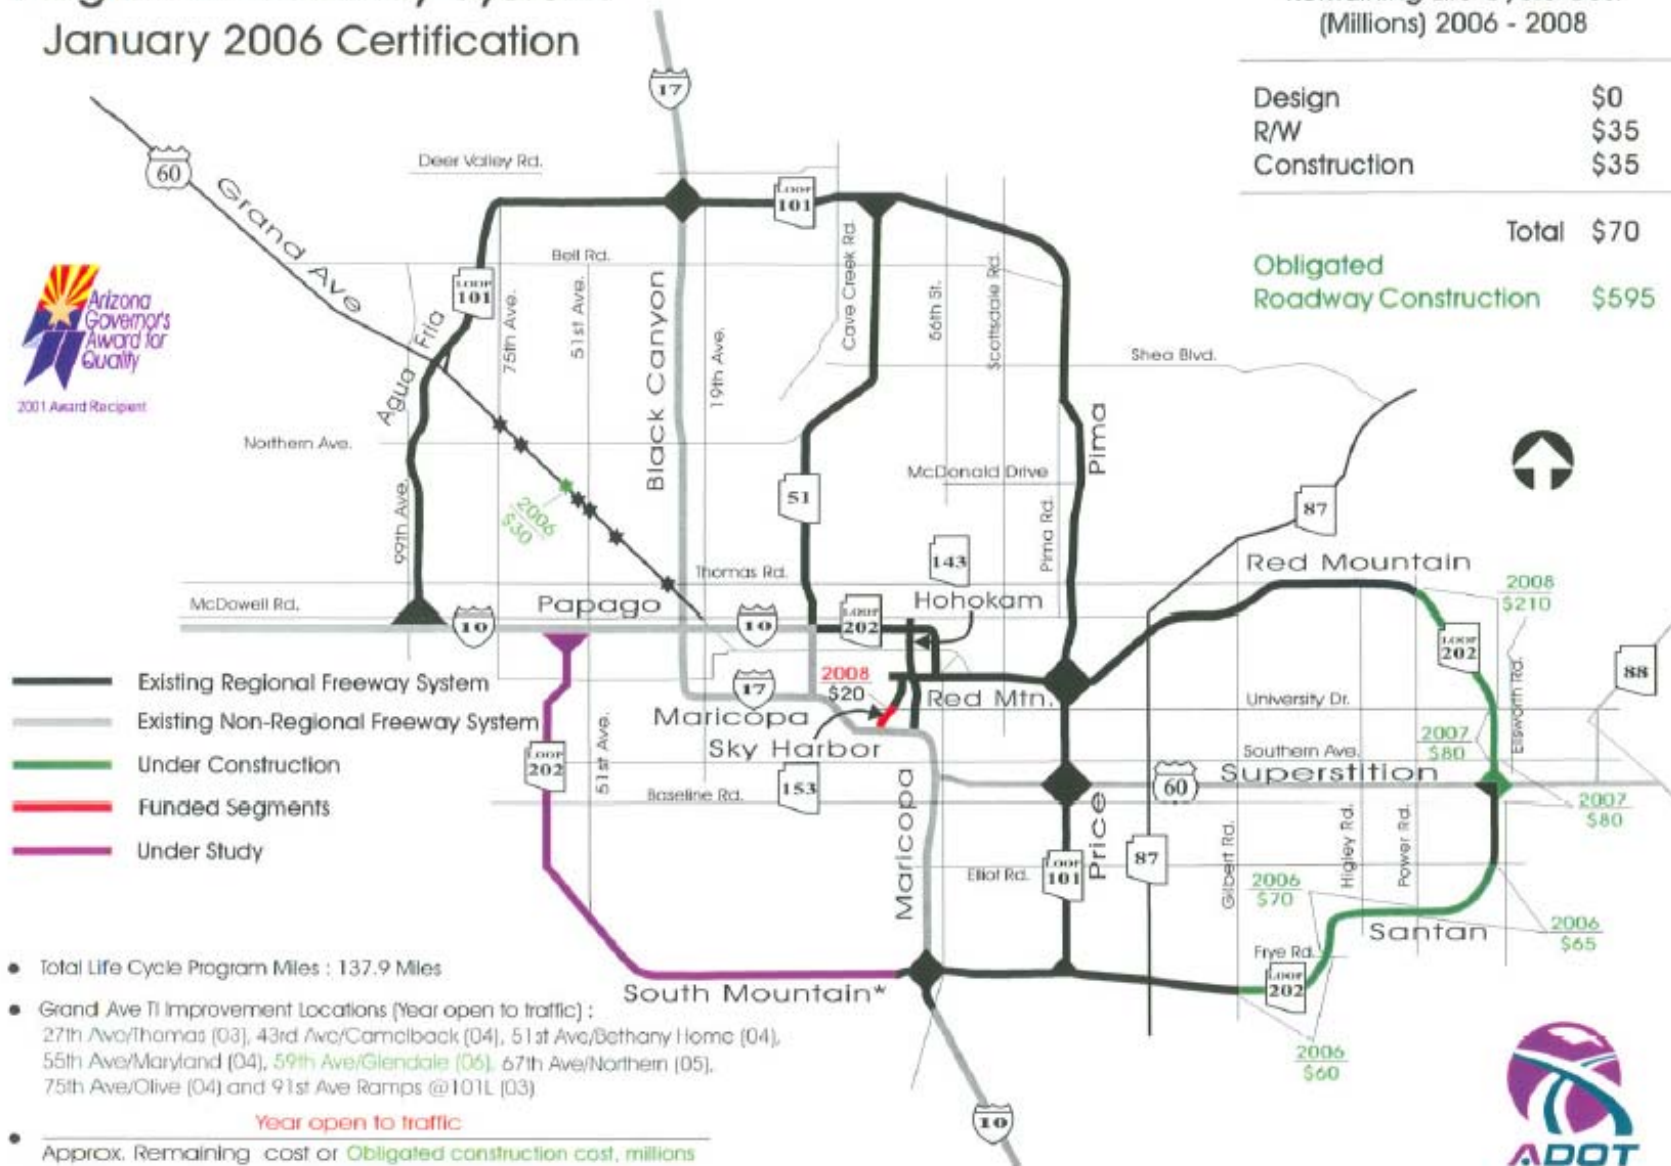 January 2006 Certification
(Millions) 2006 - 2008
Design $0
R/W $35
Construction $35
Total $70
Obligated
Roadway Construction $595
17
60
Grand Ave
Deer Valley Rd.
LOOP
101
Bell Rd.
LOOP
101
Agua Fria
75th Ave.
51st Ave.
Black Canyon
19th Ave.
Cave Creek Rd.
56th St.
Scottsdale Rd.
Shea Blvd.
Arizona
Governor's
Award for
Quality
2001 Award Recipient
Northern Ave.
McDonald Drive
Pima
51
87
2006
$30
99th Ave.
Pima Rd.
143
Hohokam
Red Mountain
Thomas Rd.
McDowell Rd.
Papago
10
10
LOOP
202
2008
$210
LOOP
202
88
Ellsworth Rd.
Existing Regional Freeway System
Existing Non-Regional Freeway System
Under Construction
Funded Segments
Under Study
17
2008
$20
Red Mtn.
University Dr.
Maricopa
Sky Harbor
2007
$80
Southern Ave.
Superstition
60
LOOP
202
51st Ave.
153
Baseline Rd.
2007
$80
Maricopa
Price
Elliot Rd.
LOOP
101
87
Gilbert Rd.
Higley Rd.
Power Rd.
2006
$70
2006
$65
Santan
Frye Rd.
LOOP
202
2006
$60
South Mountain*
10
• Total Life Cycle Program Miles : 137.9 Miles
• Grand Ave TI Improvement Locations (Year open to traffic) :
27th Ave/Thomas (03), 43rd Ave/Camelback (04), 51st Ave/Bethany Home (04),
55th Ave/Maryland (04), 59th Ave/Glendale (06), 67th Ave/Northern (05),
75th Ave/Olive (04) and 91st Ave Ramps @101L (03)
Year open to traffic
• Approx. Remaining cost or Obligated construction cost, millions
ADOT